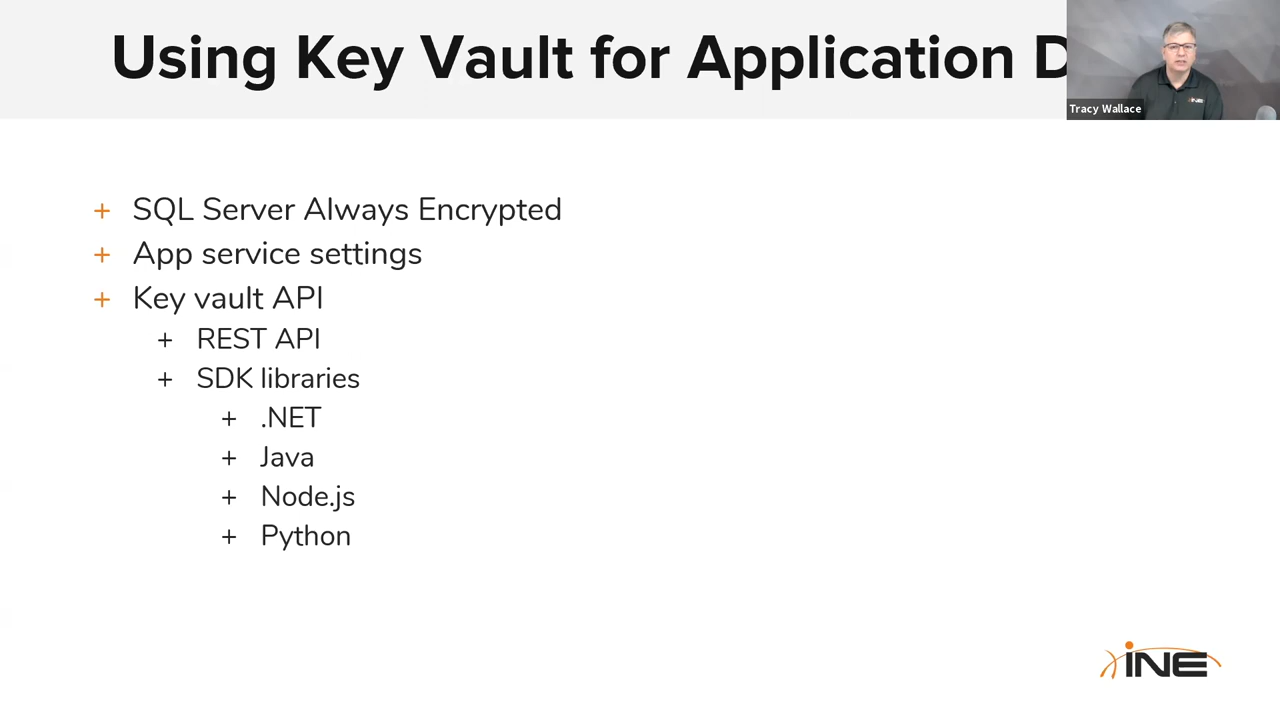 Using Key Vault for Application D
Tracy Wallace
+ SQL Server Always Encrypted
+ App service settings
+ Key vault API
+ REST API
+ SDK libraries
+ .NET
+ Java
+ Node.js
+ Python
iNE